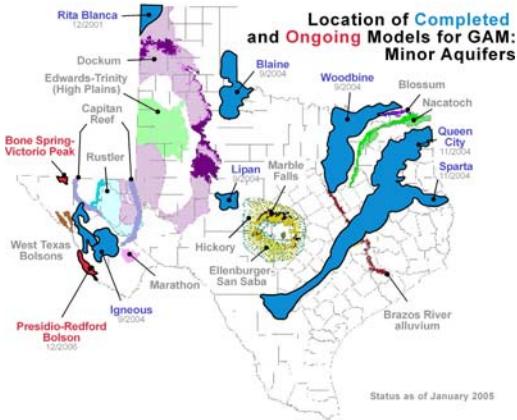 Location of Completed
and Ongoing Models for GAM:
Minor Aquifers
Rita Blanca
12/2001
Dockum
Edwards-Trinity
(High Plains)
Capitan
Reef
Bone Spring-
Victorio Peak
Rustler
West Texas
Bolsons
Presidio-Redford
Bolson
12/2006
Igneous
9/2004
Marathon
Blaine
9/2004
Lipan
9/2004
Marble
Falls
Hickory
Ellenburger-
San Saba
Woodbine
9/2004
Blossum
Nacatoch
Queen
City
11/2004
Sparta
11/2004
Brazos River
alluvium
Status as of January 2005